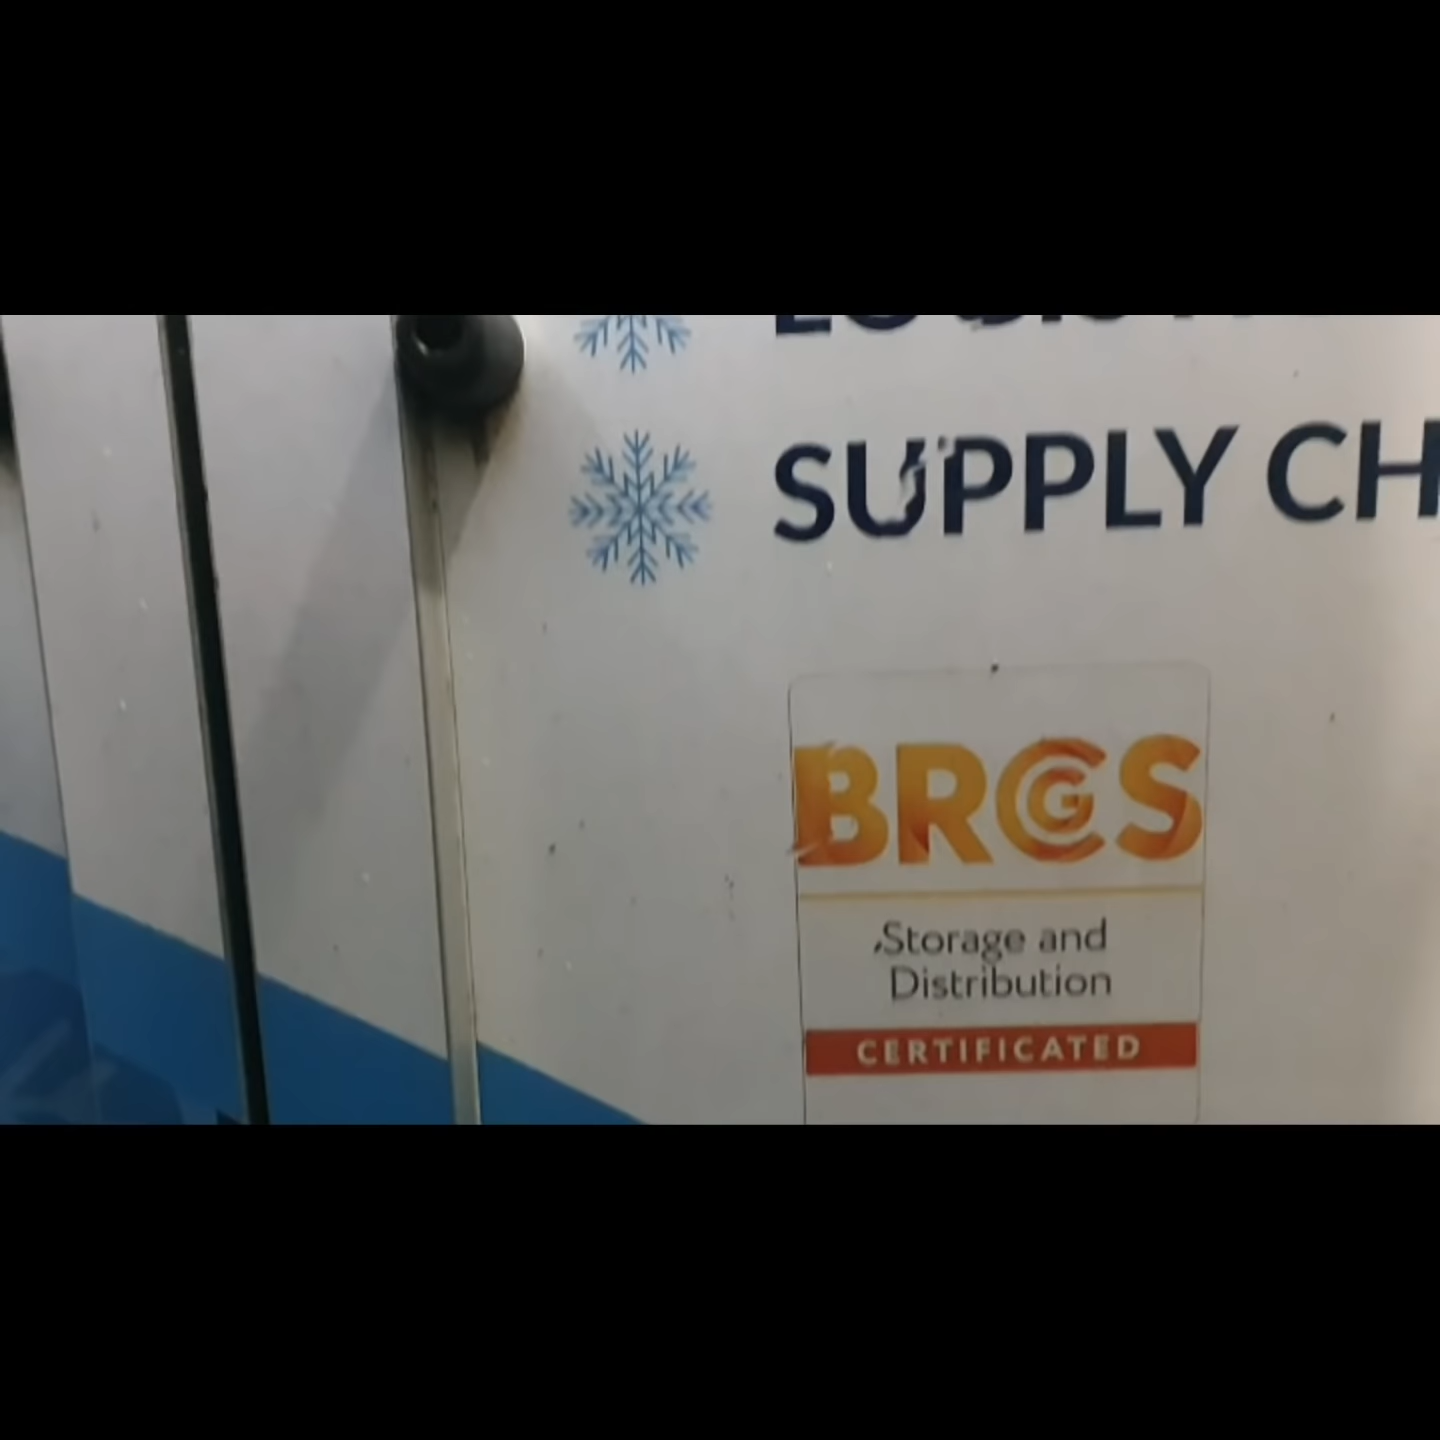 SUPPLY CH
BRCGS
Storage and
Distribution
CERTIFICATED